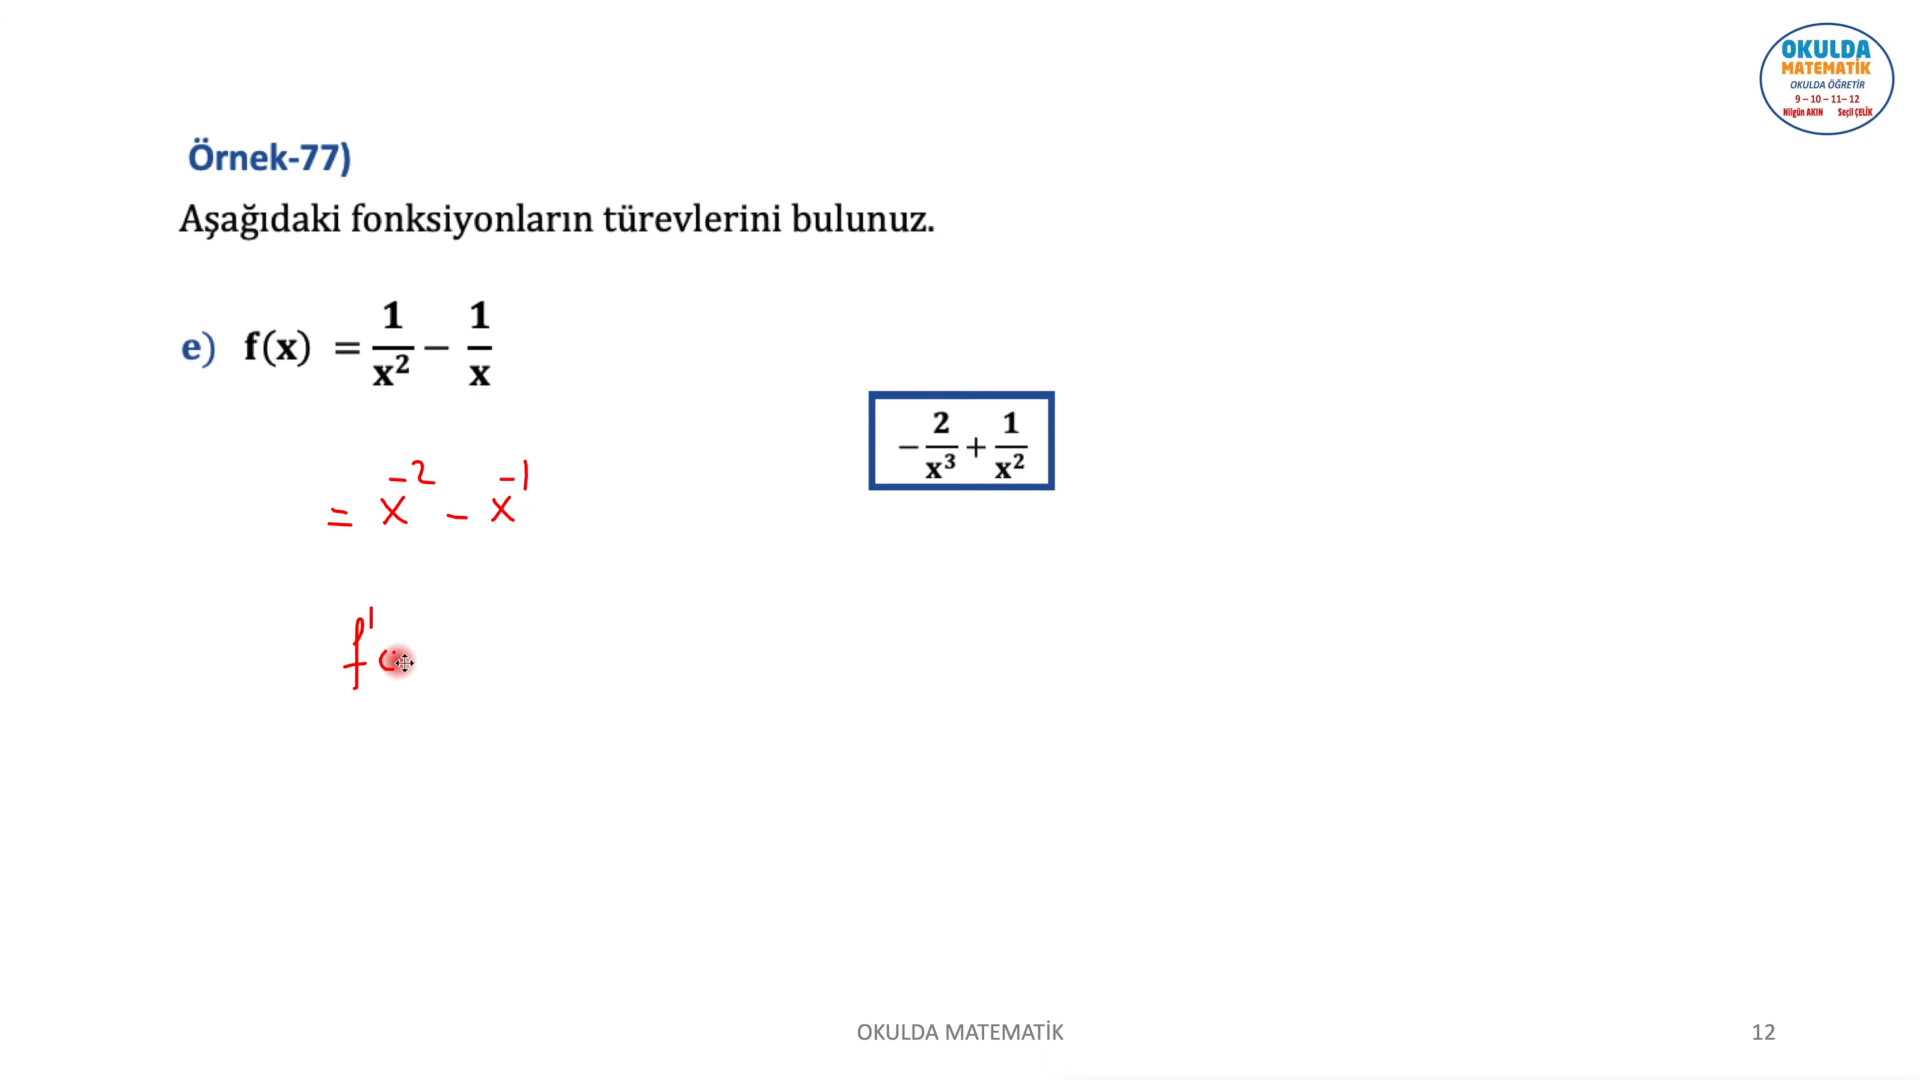 OKULDA
MATEMATİK
OKULDA ÖĞRETİR
9 – 10 – 11– 12
Nilgün AKIN Seçil ÇELİK
Örnek-77)
Aşağıdaki fonksiyonların türevlerini bulunuz.
e) f(x) = 1/x² − 1/x
−2/x³ + 1/x²
= x⁻² − x⁻¹
f'(
OKULDA MATEMATİK
12